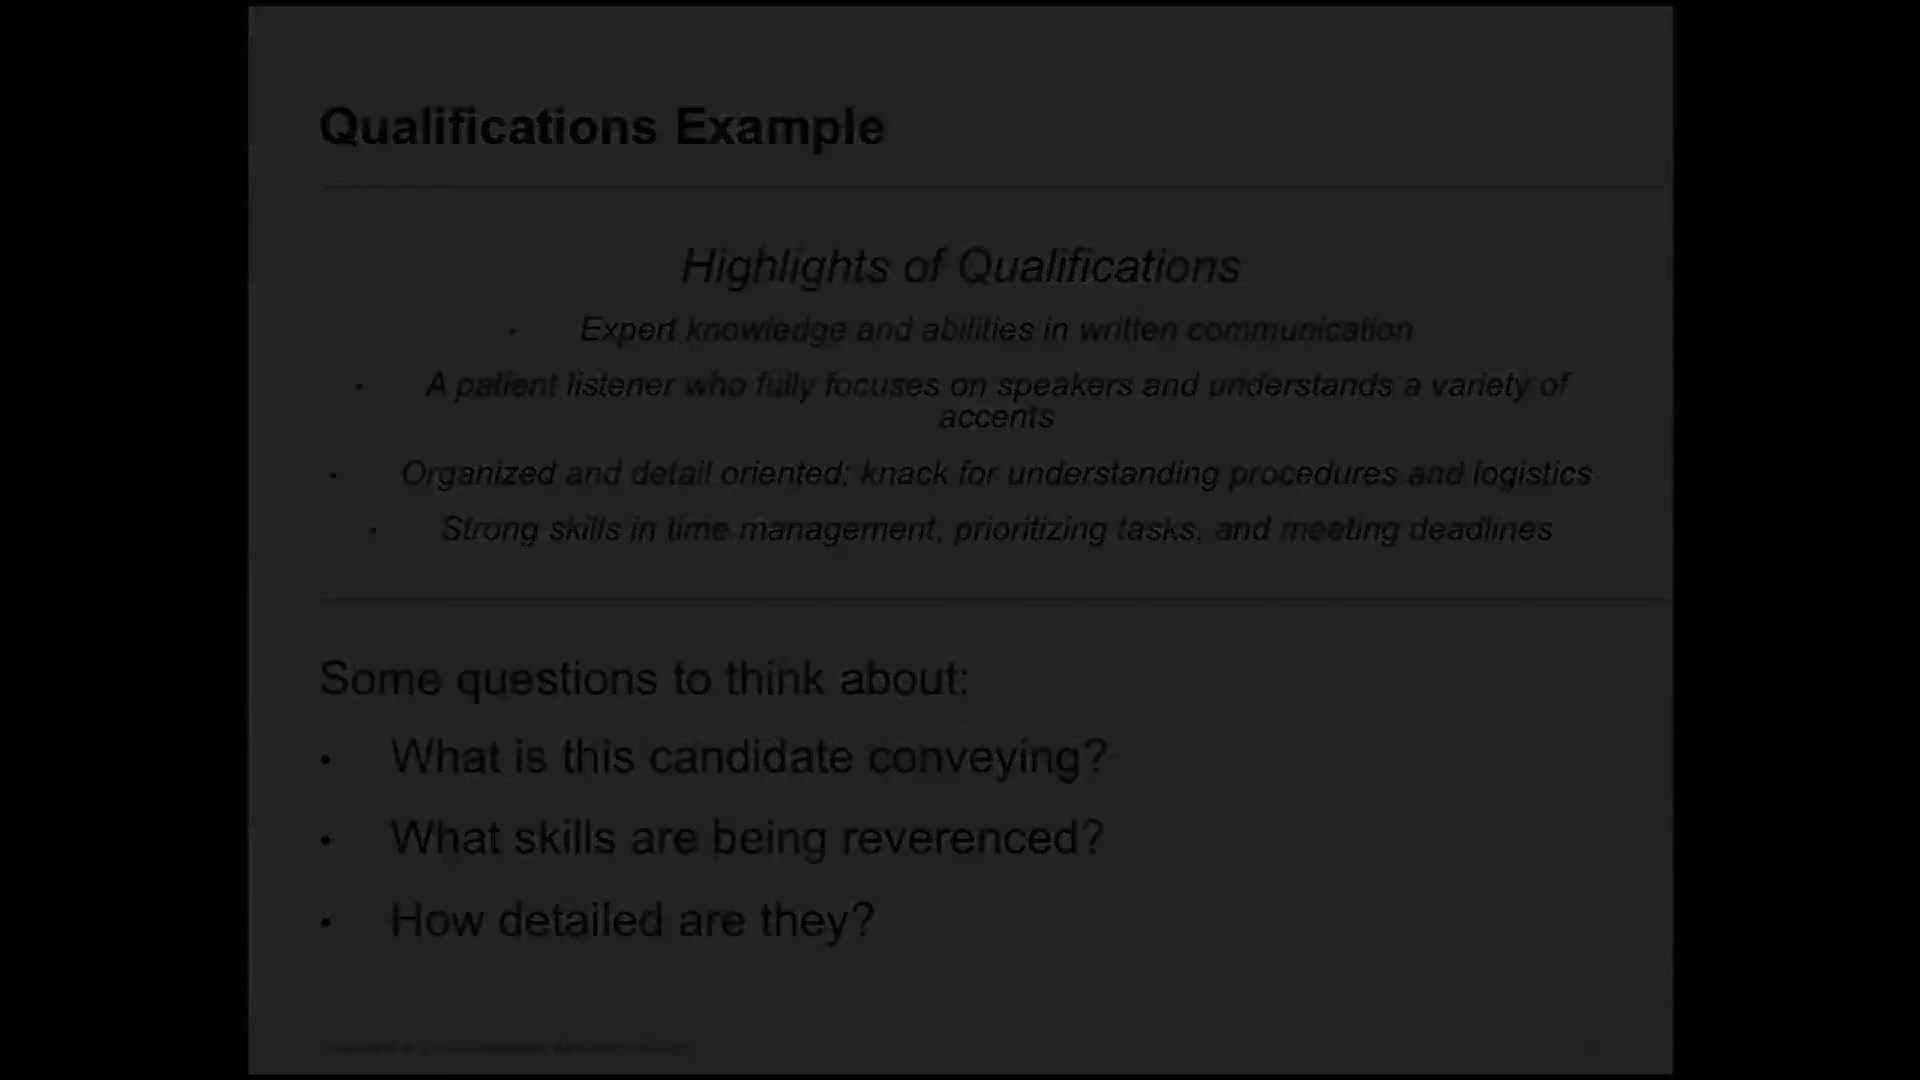 Qualifications Example
Highlights of Qualifications
• Expert knowledge and abilities in written communication
• A patient listener who fully focuses on speakers and understands a variety of
accents
• Organized and detail oriented; knack for understanding procedures and logistics
• Strong skills in time management, prioritizing tasks, and meeting deadlines
Some questions to think about:
• What is this candidate conveying?
• What skills are being reverenced?
• How detailed are they?